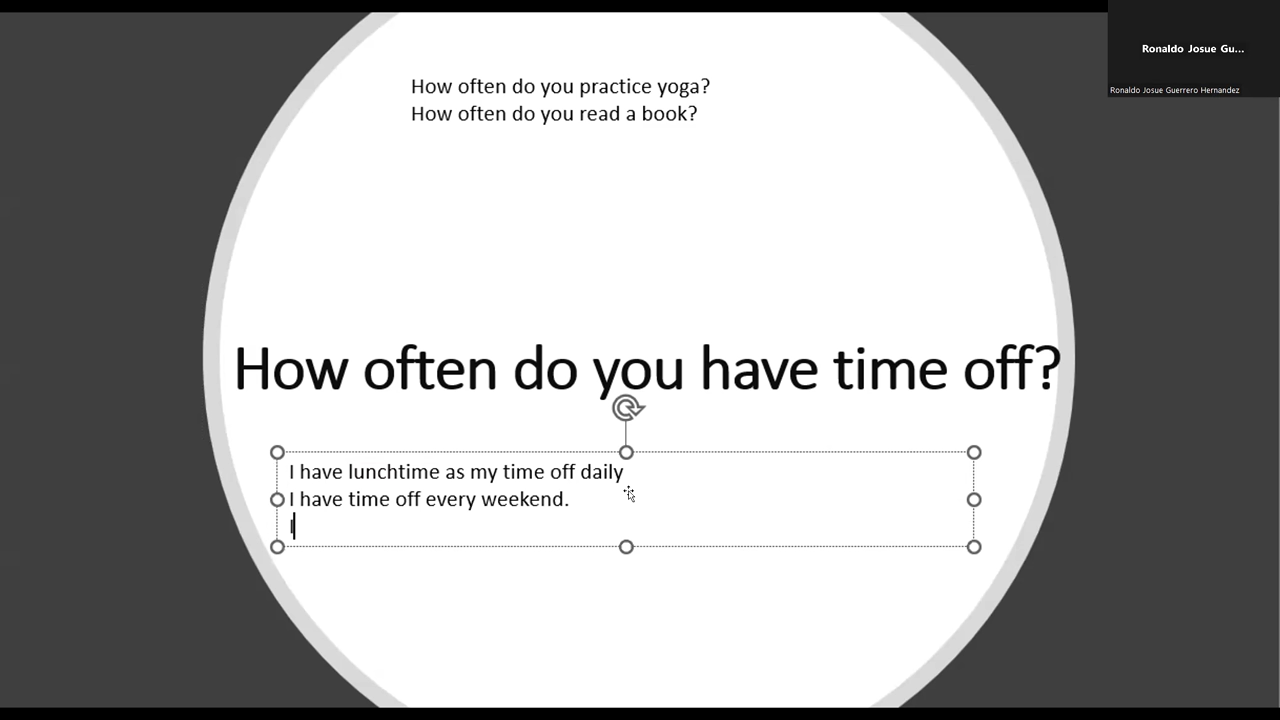 Ronaldo Josue Gu...
Ronaldo Josue Guerrero Hernandez
How often do you practice yoga?
How often do you read a book?
How often do you have time off?
I have lunchtime as my time off daily
I have time off every weekend.
I